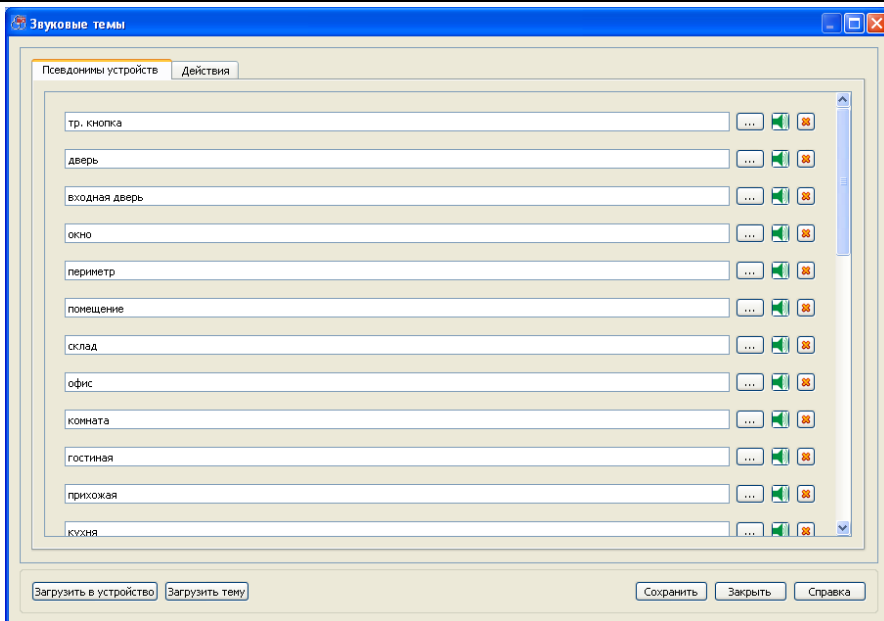 Звуковые темы
Псевдонимы устройств Действия
тр. кнопка ...
дверь ...
входная дверь ...
окно ...
периметр ...
помещение ...
склад ...
офис ...
комната ...
гостиная ...
прихожая ...
кухня ...
Загрузить в устройство Загрузить тему Сохранить Закрыть Справка